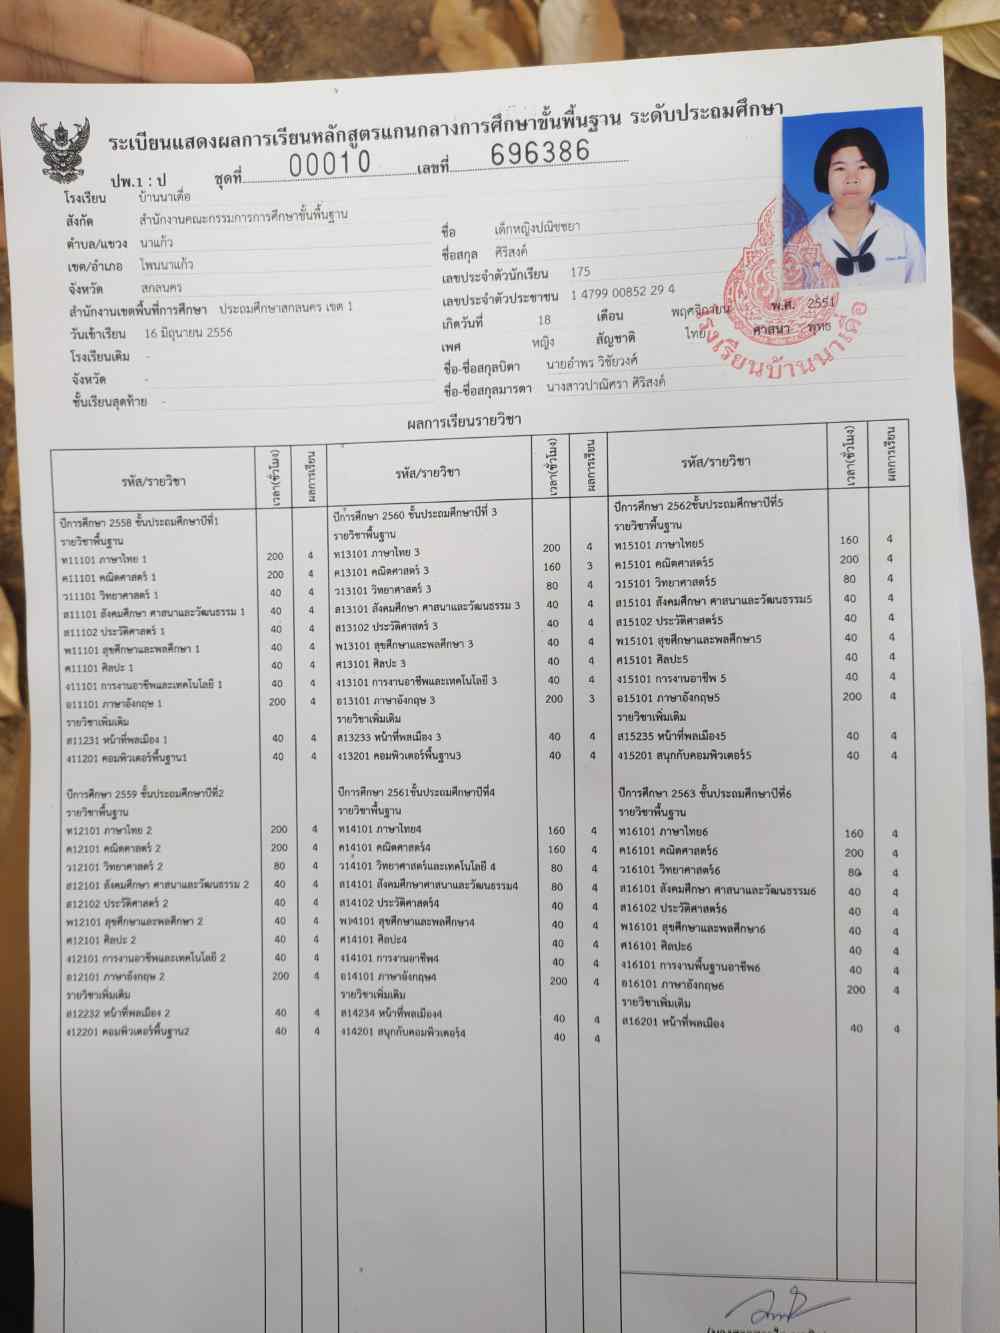 ระเบียนแสดงผลการเรียนหลักสูตรแกนกลางการศึกษาขั้นพื้นฐาน ระดับประถมศึกษา
ปพ.1 : ป ชุดที่ 00010 เลขที่ 696386
โรงเรียน บ้านนาเดื่อ
สังกัด สำนักงานคณะกรรมการการศึกษาขั้นพื้นฐาน
ตำบล/แขวง นาแก้ว
เขต/อำเภอ โพนนาแก้ว
จังหวัด สกลนคร
สำนักงานเขตพื้นที่การศึกษา ประถมศึกษาสกลนคร เขต 1
วันเข้าเรียน 16 มิถุนายน 2556
โรงเรียนเดิม -
จังหวัด -
ชั้นเรียนสุดท้าย -
ชื่อ เด็กหญิงปณิชชยา
ชื่อสกุล ศิริสงค์
เลขประจำตัวนักเรียน 175
เลขประจำตัวประชาชน 1 4799 00852 29 4
เกิดวันที่ 18 เดือน พฤศจิกายน พ.ศ. 2551
เพศ หญิง สัญชาติ ไทย ศาสนา พุทธ
ชื่อ-ชื่อสกุลบิดา นายอำพร วิชัยวงค์
ชื่อ-ชื่อสกุลมารดา นางสาวปาณิศรา ศิริสงค์
โรงเรียนบ้านนาเดื่อ
ผลการเรียนรายวิชา
รหัส/รายวิชา เวลา(ชั่วโมง) ผลการเรียน
ปีการศึกษา 2558 ชั้นประถมศึกษาปีที่1
รายวิชาพื้นฐาน
ท11101 ภาษาไทย 1 200 4
ค11101 คณิตศาสตร์ 1 200 4
ว11101 วิทยาศาสตร์ 1 40 4
ส11101 สังคมศึกษา ศาสนาและวัฒนธรรม 1 40 4
ส11102 ประวัติศาสตร์ 1 40 4
พ11101 สุขศึกษาและพลศึกษา 1 40 4
ศ11101 ศิลปะ 1 40 4
ง11101 การงานอาชีพและเทคโนโลยี 1 40 4
อ11101 ภาษาอังกฤษ 1 200 4
รายวิชาเพิ่มเติม
ส11231 หน้าที่พลเมือง 1 40 4
ง11201 คอมพิวเตอร์พื้นฐาน1 40 4
ปีการศึกษา 2559 ชั้นประถมศึกษาปีที่2
รายวิชาพื้นฐาน
ท12101 ภาษาไทย 2 200 4
ค12101 คณิตศาสตร์ 2 200 4
ว12101 วิทยาศาสตร์ 2 80 4
ส12101 สังคมศึกษา ศาสนาและวัฒนธรรม 2 40 4
ส12102 ประวัติศาสตร์ 2 40 4
พ12101 สุขศึกษาและพลศึกษา 2 40 4
ศ12101 ศิลปะ 2 40 4
ง12101 การงานอาชีพและเทคโนโลยี 2 40 4
อ12101 ภาษาอังกฤษ 2 200 4
รายวิชาเพิ่มเติม
ส12232 หน้าที่พลเมือง 2 40 4
ง12201 คอมพิวเตอร์พื้นฐาน2 40 4
รหัส/รายวิชา เวลา(ชั่วโมง) ผลการเรียน
ปีการศึกษา 2560 ชั้นประถมศึกษาปีที่ 3
รายวิชาพื้นฐาน
ท13101 ภาษาไทย 3 200 4
ค13101 คณิตศาสตร์ 3 160 3
ว13101 วิทยาศาสตร์ 3 80 4
ส13101 สังคมศึกษา ศาสนาและวัฒนธรรม 3 40 4
ส13102 ประวัติศาสตร์ 3 40 4
พ13101 สุขศึกษาและพลศึกษา 3 40 4
ศ13101 ศิลปะ 3 40 4
ง13101 การงานอาชีพและเทคโนโลยี 3 40 4
อ13101 ภาษาอังกฤษ 3 200 3
รายวิชาเพิ่มเติม
ส13233 หน้าที่พลเมือง 3 40 4
ง13201 คอมพิวเตอร์พื้นฐาน3 40 4
ปีการศึกษา 2561ชั้นประถมศึกษาปีที่4
รายวิชาพื้นฐาน
ท14101 ภาษาไทย4 160 4
ค14101 คณิตศาสตร์4 160 4
ว14101 วิทยาศาสตร์และเทคโนโลยี 4 80 4
ส14101 สังคมศึกษาศาสนาและวัฒนธรรม4 80 4
ส14102 ประวัติศาสตร์4 40 4
พ14101 สุขศึกษาและพลศึกษา4 40 4
ศ14101 ศิลปะ4 40 4
ง14101 การงานอาชีพ4 40 4
อ14101 ภาษาอังกฤษ4 200 4
รายวิชาเพิ่มเติม
ส14234 หน้าที่พลเมือง4 40 4
ง14201 สนุกกับคอมพิวเตอร์4 40 4
รหัส/รายวิชา เวลา(ชั่วโมง) ผลการเรียน
ปีการศึกษา 2562ชั้นประถมศึกษาปีที่5
รายวิชาพื้นฐาน
ท15101 ภาษาไทย5 160 4
ค15101 คณิตศาสตร์5 200 4
ว15101 วิทยาศาสตร์5 80 4
ส15101 สังคมศึกษา ศาสนาและวัฒนธรรม5 40 4
ส15102 ประวัติศาสตร์5 40 4
พ15101 สุขศึกษาและพลศึกษา5 40 4
ศ15101 ศิลปะ5 40 4
ง15101 การงานอาชีพ 5 40 4
อ15101 ภาษาอังกฤษ5 200 4
รายวิชาเพิ่มเติม
ส15235 หน้าที่พลเมือง5 40 4
ง15201 สนุกกับคอมพิวเตอร์5 40 4
ปีการศึกษา 2563 ชั้นประถมศึกษาปีที่6
รายวิชาพื้นฐาน
ท16101 ภาษาไทย6 160 4
ค16101 คณิตศาสตร์6 200 4
ว16101 วิทยาศาสตร์6 80 4
ส16101 สังคมศึกษา ศาสนาและวัฒนธรรม6 40 4
ส16102 ประวัติศาสตร์6 40 4
พ16101 สุขศึกษาและพลศึกษา6 40 4
ศ16101 ศิลปะ6 40 4
ง16101 การงานพื้นฐานอาชีพ6 40 4
อ16101 ภาษาอังกฤษ6 200 4
รายวิชาเพิ่มเติม
ส16201 หน้าที่พลเมือง 40 4